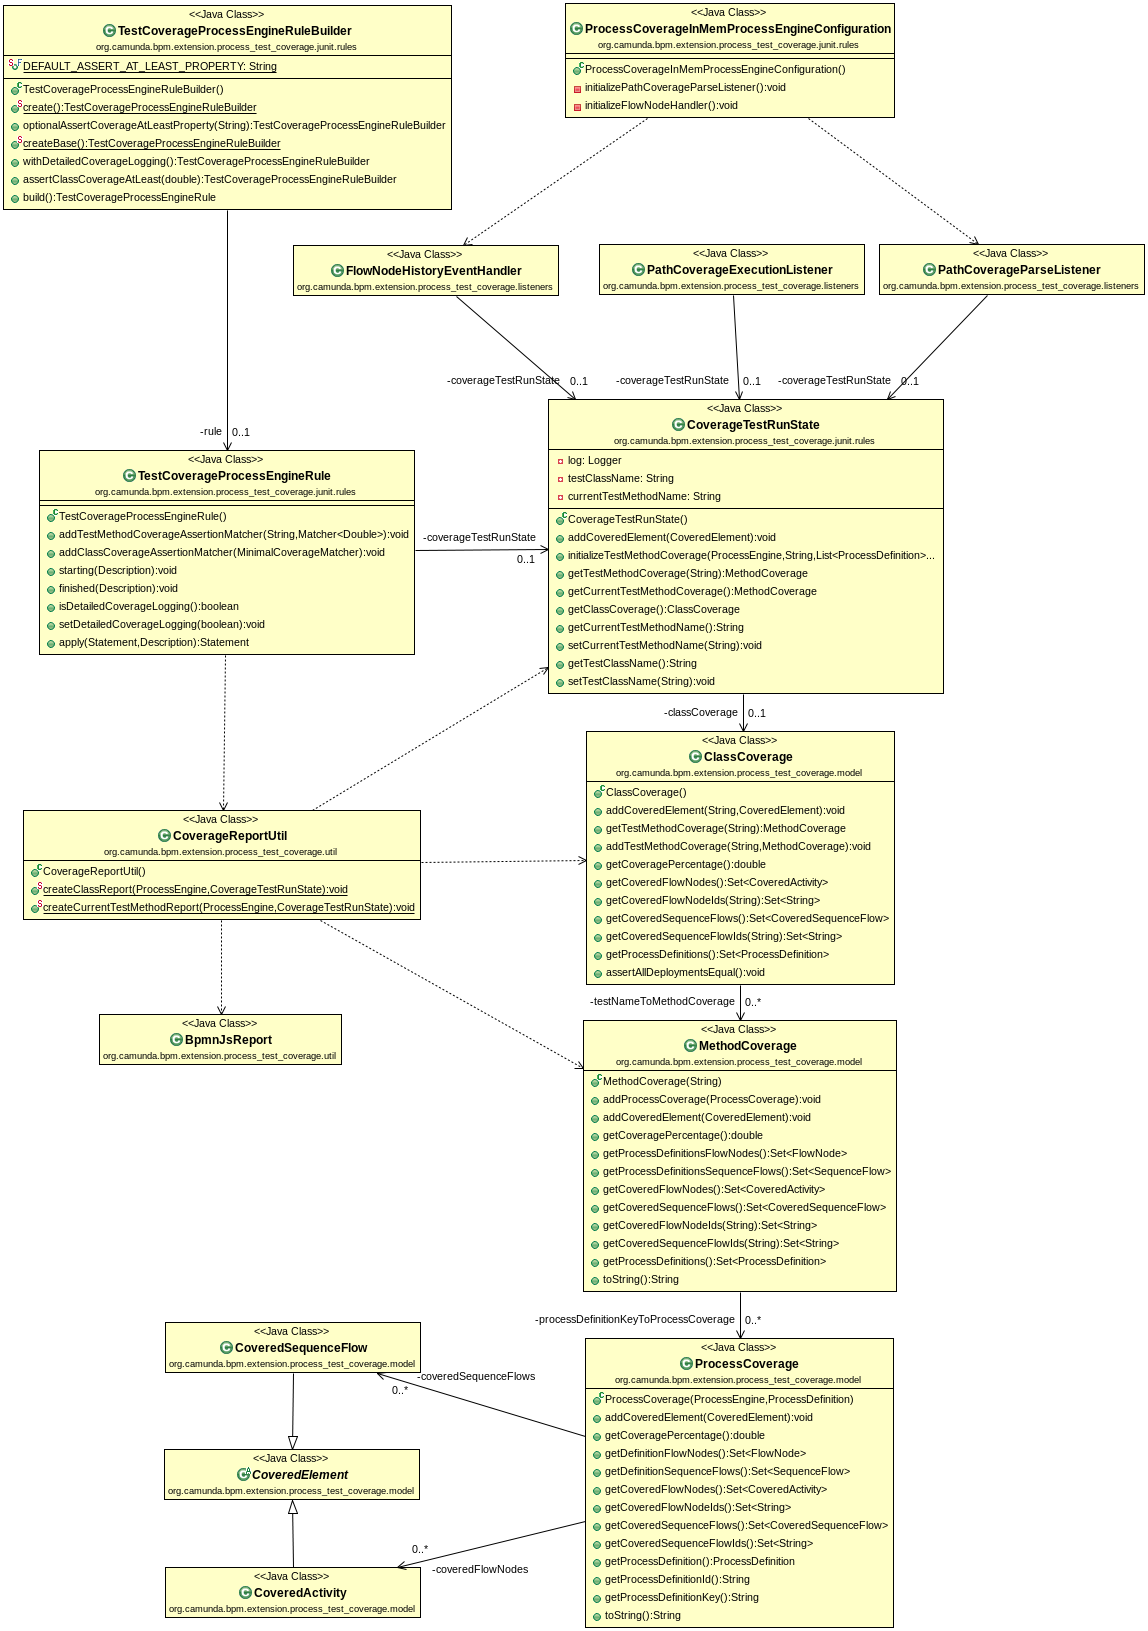 <<Java Class>>
TestCoverageProcessEngineRuleBuilder
org.camunda.bpm.extension.process_test_coverage.junit.rules
DEFAULT_ASSERT_AT_LEAST_PROPERTY: String
TestCoverageProcessEngineRuleBuilder()
create():TestCoverageProcessEngineRuleBuilder
optionalAssertCoverageAtLeastProperty(String):TestCoverageProcessEngineRuleBuilder
createBase():TestCoverageProcessEngineRuleBuilder
withDetailedCoverageLogging():TestCoverageProcessEngineRuleBuilder
assertClassCoverageAtLeast(double):TestCoverageProcessEngineRuleBuilder
build():TestCoverageProcessEngineRule
<<Java Class>>
ProcessCoverageInMemProcessEngineConfiguration
org.camunda.bpm.extension.process_test_coverage.junit.rules
ProcessCoverageInMemProcessEngineConfiguration()
initializePathCoverageParseListener():void
initializeFlowNodeHandler():void
<<Java Class>>
FlowNodeHistoryEventHandler
org.camunda.bpm.extension.process_test_coverage.listeners
<<Java Class>>
PathCoverageExecutionListener
org.camunda.bpm.extension.process_test_coverage.listeners
<<Java Class>>
PathCoverageParseListener
org.camunda.bpm.extension.process_test_coverage.listeners
-coverageTestRunState 0..1
-coverageTestRunState 0..1
-coverageTestRunState 0..1
-rule 0..1
<<Java Class>>
CoverageTestRunState
org.camunda.bpm.extension.process_test_coverage.junit.rules
log: Logger
testClassName: String
currentTestMethodName: String
CoverageTestRunState()
addCoveredElement(CoveredElement):void
initializeTestMethodCoverage(ProcessEngine,String,List<ProcessDefinition>...
getTestMethodCoverage(String):MethodCoverage
getCurrentTestMethodCoverage():MethodCoverage
getClassCoverage():ClassCoverage
getCurrentTestMethodName():String
setCurrentTestMethodName(String):void
getTestClassName():String
setTestClassName(String):void
<<Java Class>>
TestCoverageProcessEngineRule
org.camunda.bpm.extension.process_test_coverage.junit.rules
TestCoverageProcessEngineRule()
addTestMethodCoverageAssertionMatcher(String,Matcher<Double>):void
addClassCoverageAssertionMatcher(MinimalCoverageMatcher):void
starting(Description):void
finished(Description):void
isDetailedCoverageLogging():boolean
setDetailedCoverageLogging(boolean):void
apply(Statement,Description):Statement
-coverageTestRunState
0..1
-classCoverage 0..1
<<Java Class>>
ClassCoverage
org.camunda.bpm.extension.process_test_coverage.model
ClassCoverage()
addCoveredElement(String,CoveredElement):void
getTestMethodCoverage(String):MethodCoverage
addTestMethodCoverage(String,MethodCoverage):void
getCoveragePercentage():double
getCoveredFlowNodes():Set<CoveredActivity>
getCoveredFlowNodeIds(String):Set<String>
getCoveredSequenceFlows():Set<CoveredSequenceFlow>
getCoveredSequenceFlowIds(String):Set<String>
getProcessDefinitions():Set<ProcessDefinition>
assertAllDeploymentsEqual():void
<<Java Class>>
CoverageReportUtil
org.camunda.bpm.extension.process_test_coverage.util
CoverageReportUtil()
createClassReport(ProcessEngine,CoverageTestRunState):void
createCurrentTestMethodReport(ProcessEngine,CoverageTestRunState):void
-testNameToMethodCoverage 0..*
<<Java Class>>
BpmnJsReport
org.camunda.bpm.extension.process_test_coverage.util
<<Java Class>>
MethodCoverage
org.camunda.bpm.extension.process_test_coverage.model
MethodCoverage(String)
addProcessCoverage(ProcessCoverage):void
addCoveredElement(CoveredElement):void
getCoveragePercentage():double
getProcessDefinitionsFlowNodes():Set<FlowNode>
getProcessDefinitionsSequenceFlows():Set<SequenceFlow>
getCoveredFlowNodes():Set<CoveredActivity>
getCoveredSequenceFlows():Set<CoveredSequenceFlow>
getCoveredFlowNodeIds(String):Set<String>
getCoveredSequenceFlowIds(String):Set<String>
getProcessDefinitions():Set<ProcessDefinition>
toString():String
-processDefinitionKeyToProcessCoverage 0..*
<<Java Class>>
CoveredSequenceFlow
org.camunda.bpm.extension.process_test_coverage.model
-coveredSequenceFlows
0..*
<<Java Class>>
CoveredElement
org.camunda.bpm.extension.process_test_coverage.model
0..*
-coveredFlowNodes
<<Java Class>>
CoveredActivity
org.camunda.bpm.extension.process_test_coverage.model
<<Java Class>>
ProcessCoverage
org.camunda.bpm.extension.process_test_coverage.model
ProcessCoverage(ProcessEngine,ProcessDefinition)
addCoveredElement(CoveredElement):void
getCoveragePercentage():double
getDefinitionFlowNodes():Set<FlowNode>
getDefinitionSequenceFlows():Set<SequenceFlow>
getCoveredFlowNodes():Set<CoveredActivity>
getCoveredFlowNodeIds():Set<String>
getCoveredSequenceFlows():Set<CoveredSequenceFlow>
getCoveredSequenceFlowIds():Set<String>
getProcessDefinition():ProcessDefinition
getProcessDefinitionId():String
getProcessDefinitionKey():String
toString():String